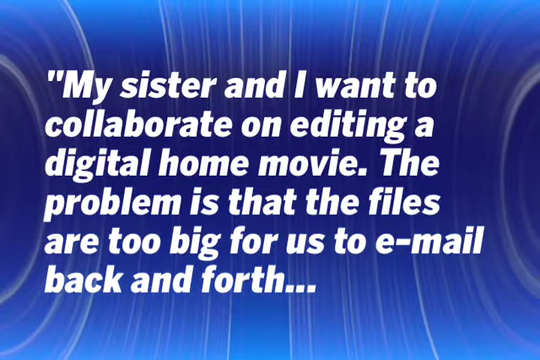 "My sister and I want to
collaborate on editing a
digital home movie. The
problem is that the files
are too big for us to e-mail
back and forth...